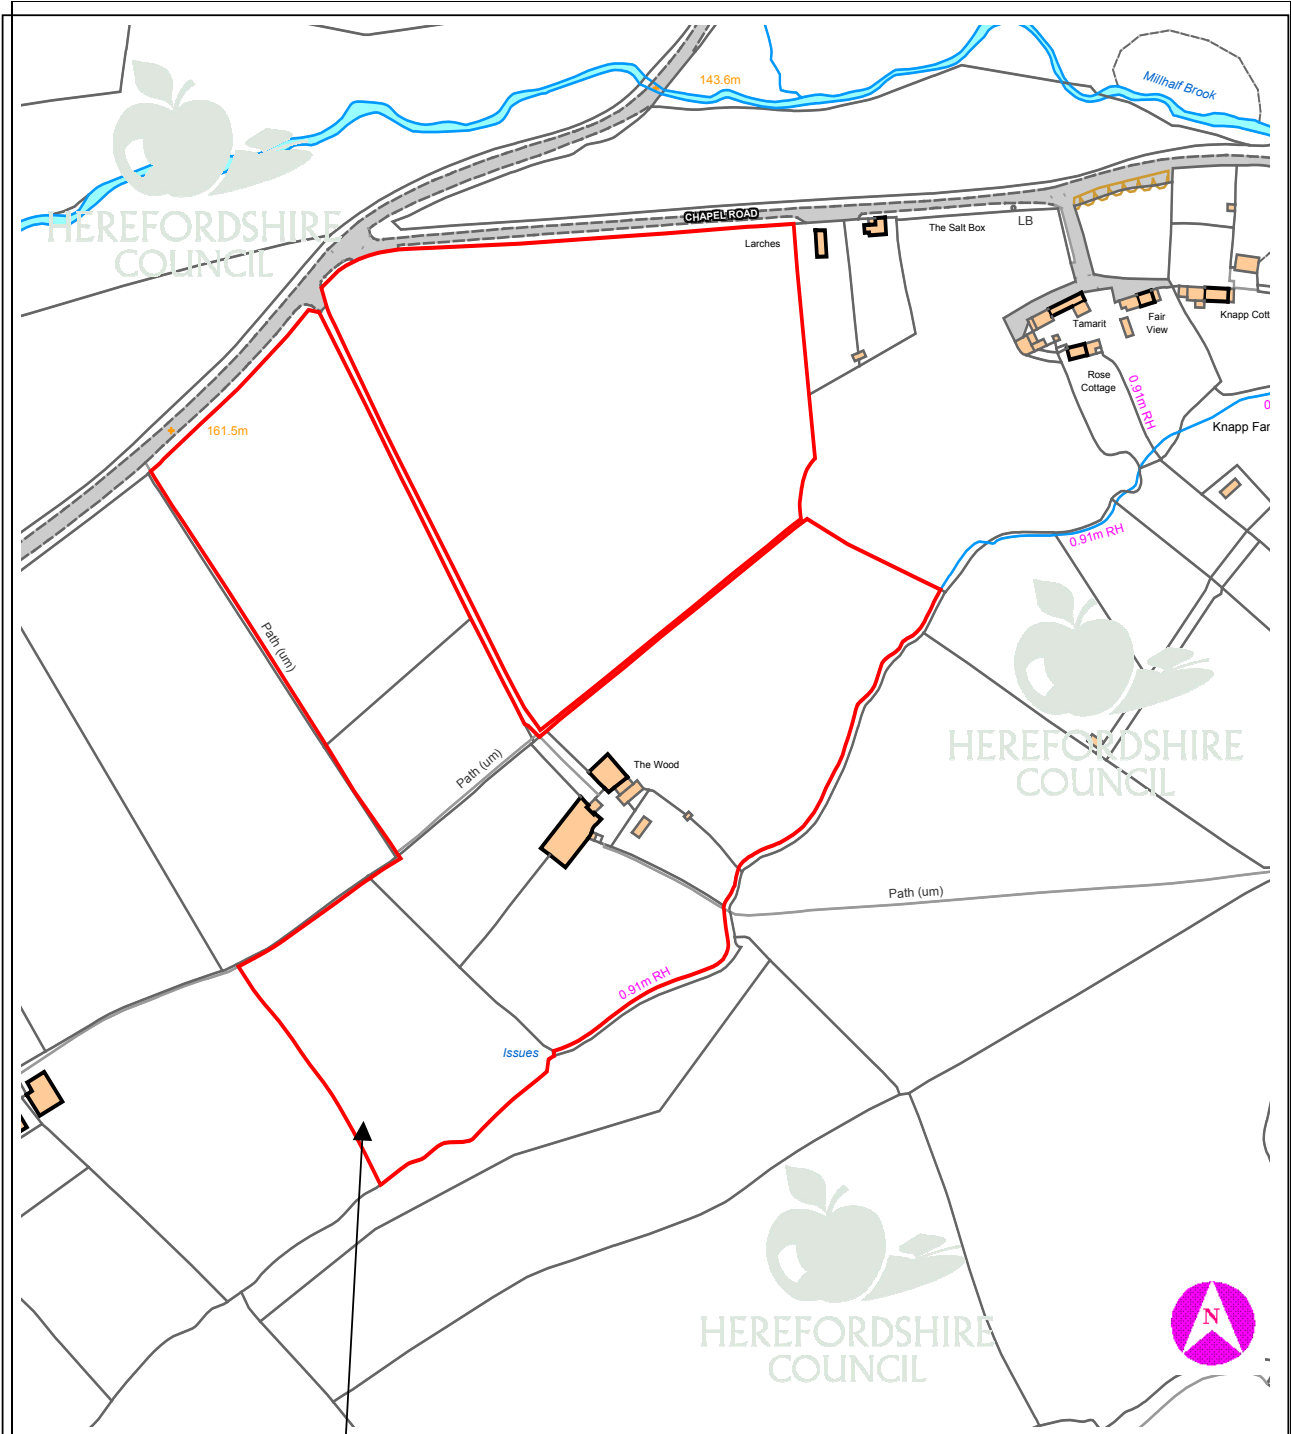 143.6m
Millhalf Brook
HEREFORDSHIRE
COUNCIL
CHAPEL ROAD
Larches
The Salt Box
LB
Tamarit
Fair
View
Knapp Cott
Rose
Cottage
0.91m RH
0
Knapp Far
161.5m
0.91m RH
Path (um)
HEREFORDSHIRE
COUNCIL
Path (um)
The Wood
Path (um)
0.91m RH
Issues
HEREFORDSHIRE
COUNCIL
N